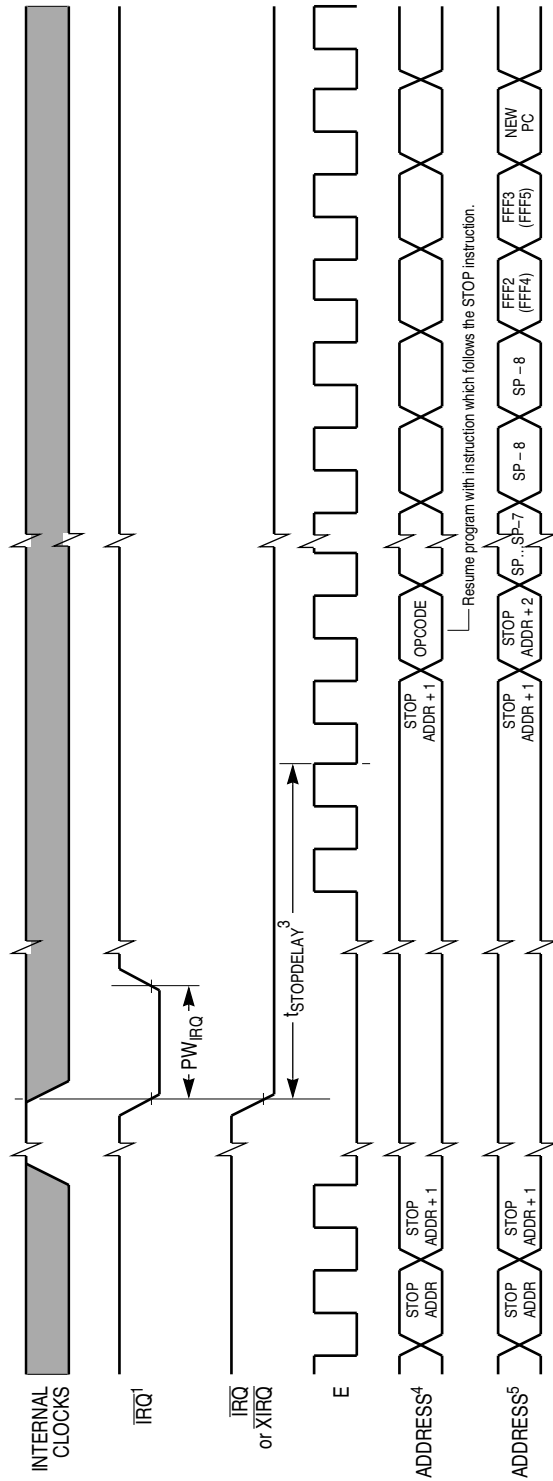 INTERNAL
CLOCKS
IRQ1
PWIRQ
IRQ
or XIRQ
tSTOPDELAY3
E
ADDRESS4
STOP
ADDR
STOP
ADDR + 1
STOP
ADDR + 1
OPCODE
Resume program with instruction which follows the STOP instruction.
ADDRESS5
STOP
ADDR
STOP
ADDR + 1
STOP
ADDR + 1
STOP
ADDR + 2
SP…SP–7
SP – 8
SP – 8
FFF2
(FFF4)
FFF3
(FFF5)
NEW
PC